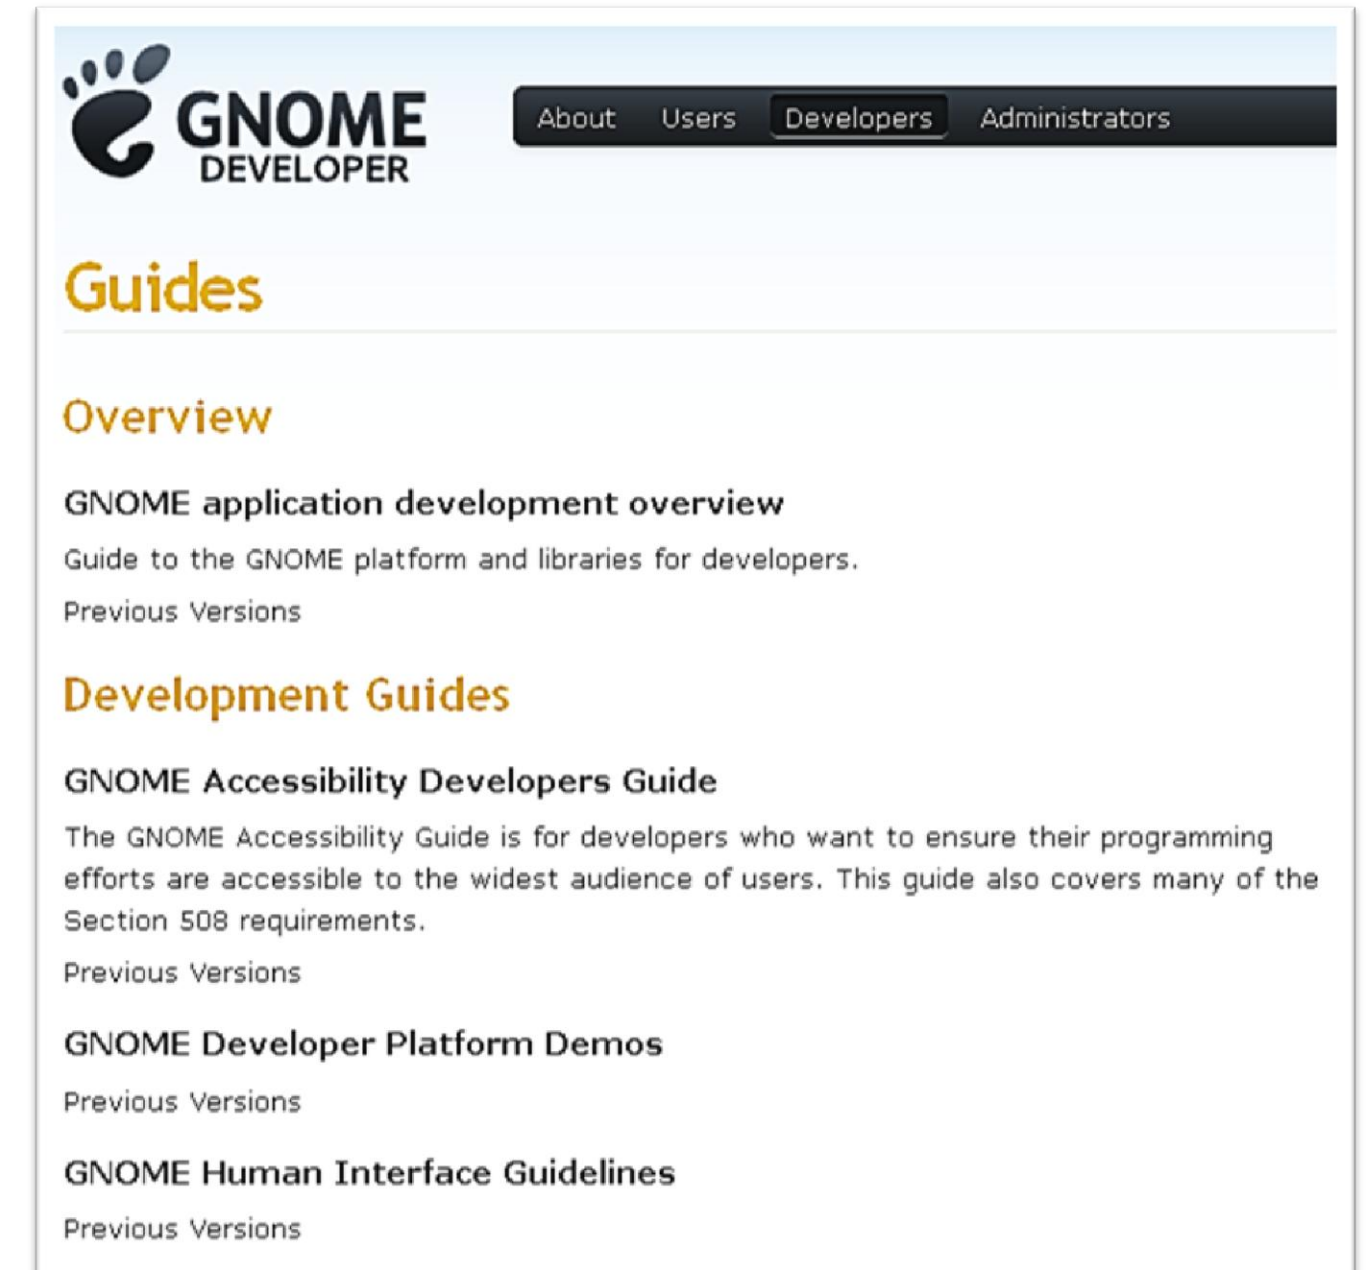 GNOME
DEVELOPER
About Users Developers Administrators
Guides
Overview
GNOME application development overview
Guide to the GNOME platform and libraries for developers.
Previous Versions
Development Guides
GNOME Accessibility Developers Guide
The GNOME Accessibility Guide is for developers who want to ensure their programming
efforts are accessible to the widest audience of users. This guide also covers many of the
Section 508 requirements.
Previous Versions
GNOME Developer Platform Demos
Previous Versions
GNOME Human Interface Guidelines
Previous Versions